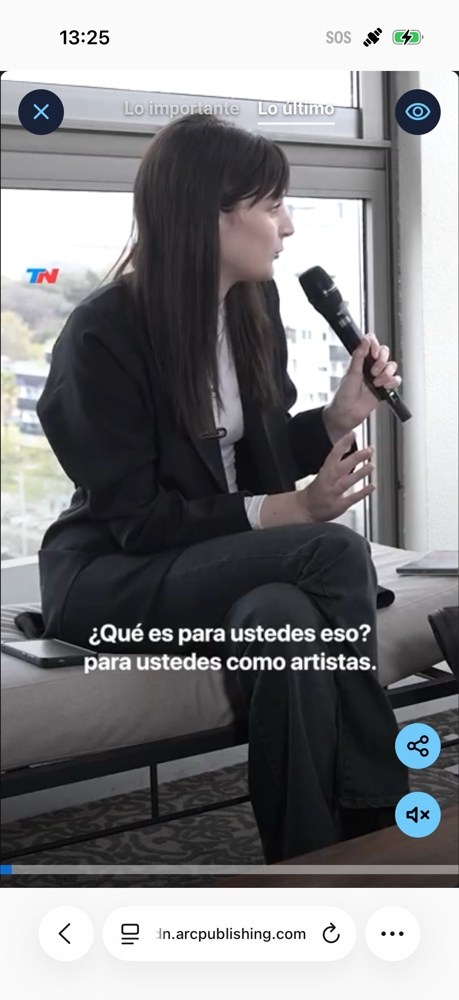 13:25
SOS
Lo importante
Lo último
TN
¿Qué es para ustedes eso?
para ustedes como artistas.
dn.arcpublishing.com